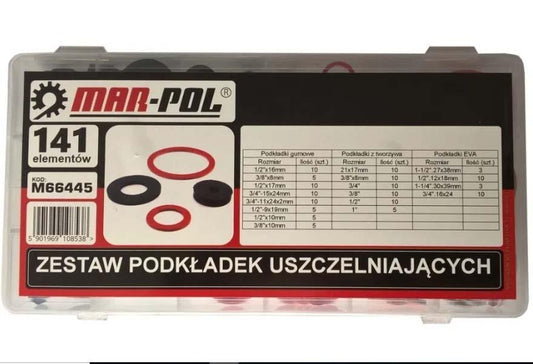 MAR-POL®
141
elementów
KOD:
M66445
5 901969 108538 >
Podkładki gumowe Podkładki z tworzywa Podkładki EVA
Rozmiar Ilość (szt.) Rozmiar Ilość (szt.) Rozmiar Ilość (szt.)
1/2"x16mm 10 21x17mm 10 1-1/2".27x38mm 3
3/8"x8mm 5 3/8"x8mm 5 1/2".12x18mm 10
1/2"x17mm 10 3/4" 10 1-1/4".30x39mm 3
3/4"-15x24mm 10 3/8" 10 3/4".16x24 10
3/4"-11x24x2mm 10 1/2" 10
1/2"-9x19mm 5 1" 5
1/2"x10mm 5
3/8"x10mm 5
ZESTAW PODKŁADEK USZCZELNIAJĄCYCH